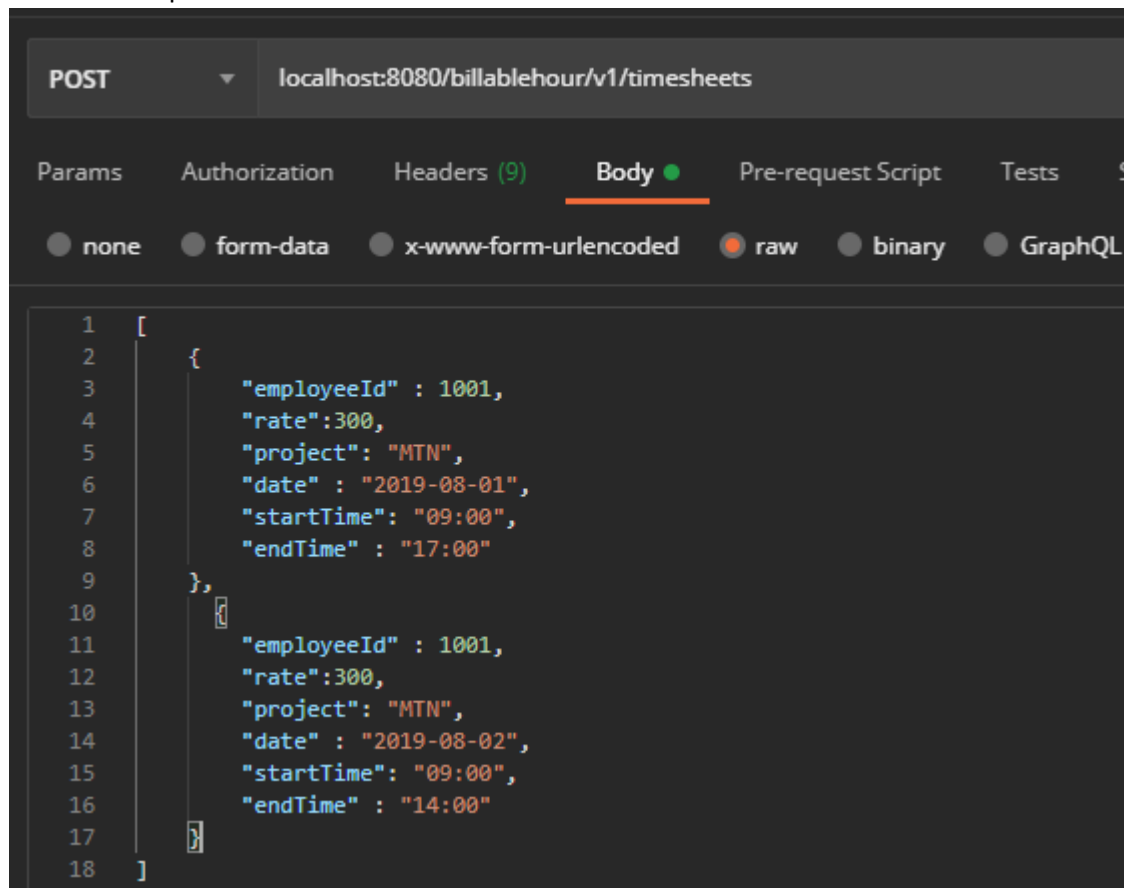 POST localhost:8080/billablehour/v1/timesheets
Params Authorization Headers (9) Body Pre-request Script Tests
none form-data x-www-form-urlencoded raw binary GraphQL
1 [
2 {
3 "employeeId" : 1001,
4 "rate":300,
5 "project": "MTN",
6 "date" : "2019-08-01",
7 "startTime": "09:00",
8 "endTime" : "17:00"
9 },
10 {
11 "employeeId" : 1001,
12 "rate":300,
13 "project": "MTN",
14 "date" : "2019-08-02",
15 "startTime": "09:00",
16 "endTime" : "14:00"
17 }
18 ]